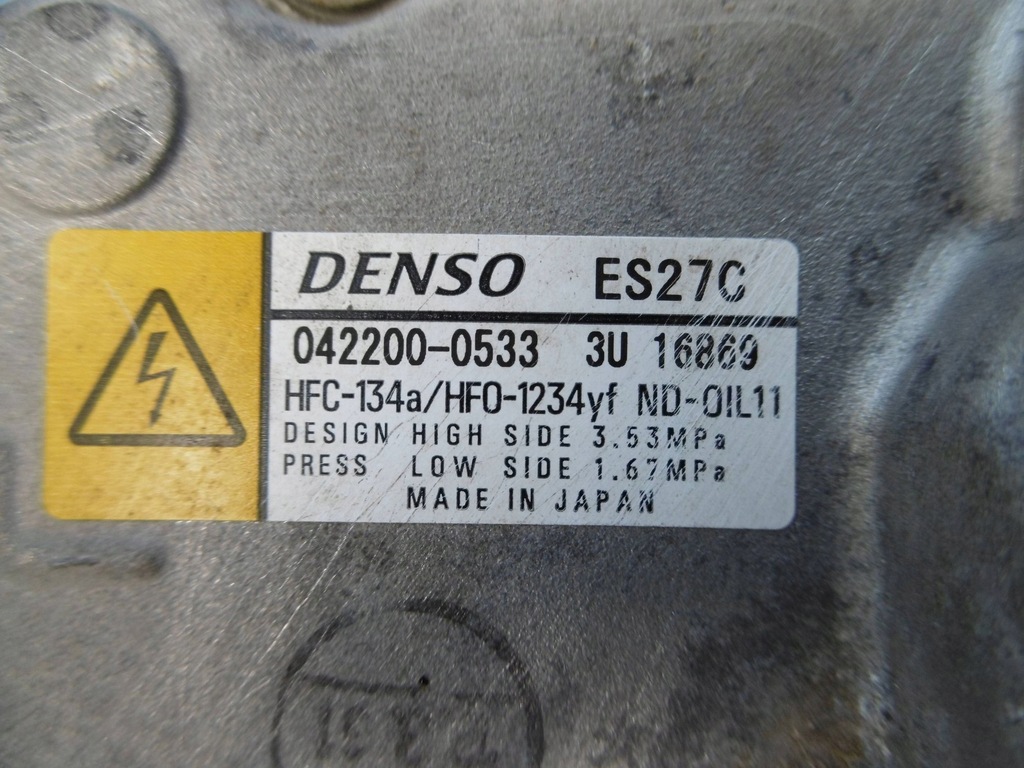 DENSO ES27C
042200-0533 3U 16869
HFC-134a/HFO-1234yf ND-OIL11
DESIGN HIGH SIDE 3.53MPa
PRESS LOW SIDE 1.67MPa
MADE IN JAPAN